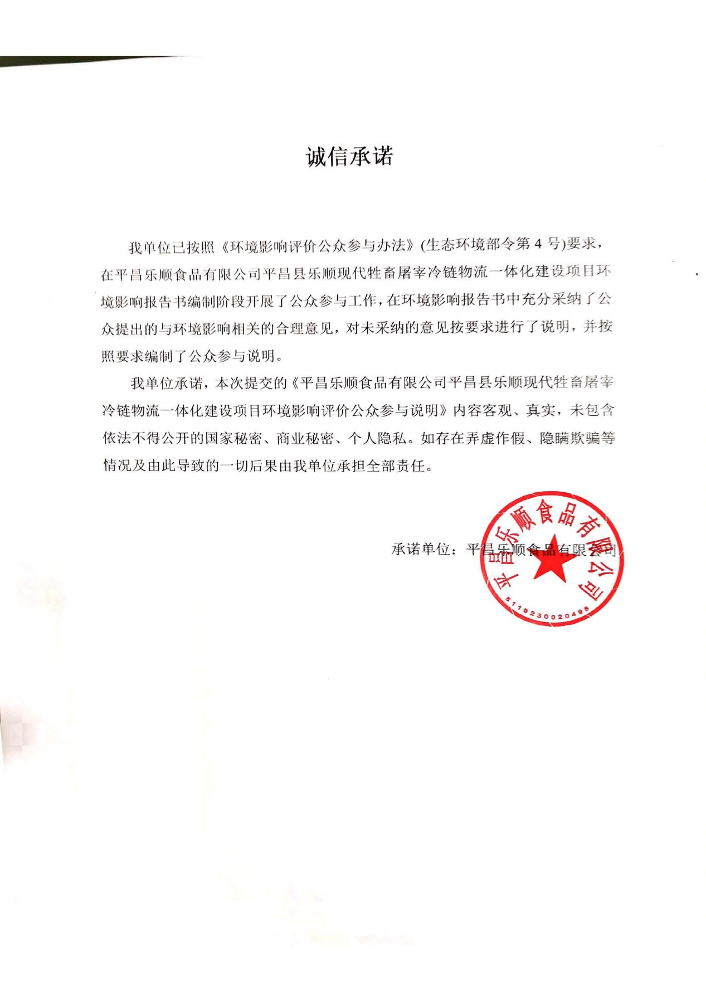 诚信承诺
我单位已按照《环境影响评价公众参与办法》(生态环境部令第 4 号)要求，
在平昌乐顺食品有限公司平昌县乐顺现代牲畜屠宰冷链物流一体化建设项目环
境影响报告书编制阶段开展了公众参与工作，在环境影响报告书中充分采纳了公
众提出的与环境影响相关的合理意见，对未采纳的意见按要求进行了说明，并按
照要求编制了公众参与说明。
我单位承诺，本次提交的《平昌乐顺食品有限公司平昌县乐顺现代牲畜屠宰
冷链物流一体化建设项目环境影响评价公众参与说明》内容客观、真实，未包含
依法不得公开的国家秘密、商业秘密、个人隐私。如存在弄虚作假、隐瞒欺骗等
情况及由此导致的一切后果由我单位承担全部责任。
承诺单位：平昌乐顺食品有限公司
平昌乐顺食品有限公司
5119230020498